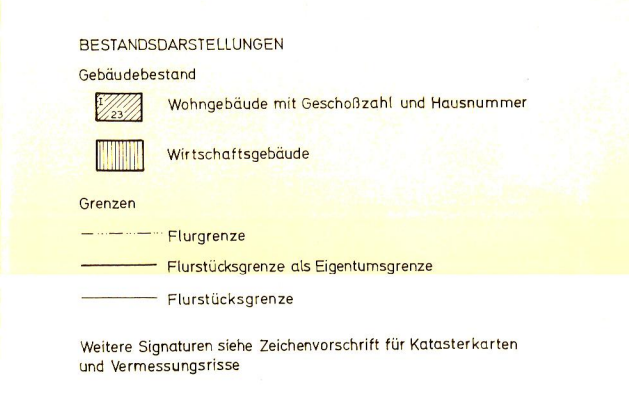 BESTANDSDARSTELLUNGEN
Gebäudebestand
I
23
Wohngebäude mit Geschoßzahl und Hausnummer
Wirtschaftsgebäude
Grenzen
Flurgrenze
Flurstücksgrenze als Eigentumsgrenze
Flurstücksgrenze
Weitere Signaturen siehe Zeichenvorschrift für Katasterkarten
und Vermessungsrisse